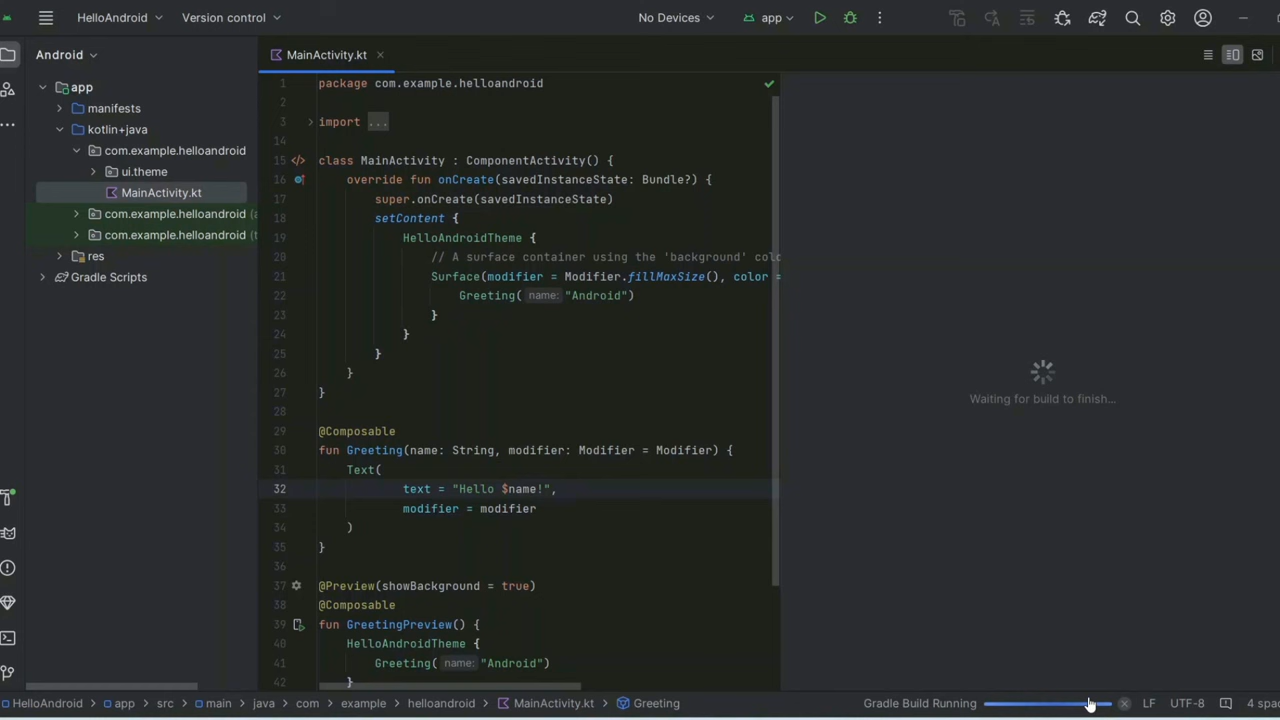 HelloAndroid Version control No Devices app
Android
MainActivity.kt
app
manifests
kotlin+java
com.example.helloandroid
ui.theme
MainActivity.kt
com.example.helloandroid (a
com.example.helloandroid (t
res
Gradle Scripts
1 package com.example.helloandroid
2
3 import ...
14
15 class MainActivity : ComponentActivity() {
16 override fun onCreate(savedInstanceState: Bundle?) {
17 super.onCreate(savedInstanceState)
18 setContent {
19 HelloAndroidTheme {
20 // A surface container using the 'background' colo
21 Surface(modifier = Modifier.fillMaxSize(), color =
22 Greeting( name: "Android")
23 }
24 }
25 }
26 }
27 }
28
29 @Composable
30 fun Greeting(name: String, modifier: Modifier = Modifier) {
31 Text(
32 text = "Hello $name!",
33 modifier = modifier
34 )
35 }
36
37 @Preview(showBackground = true)
38 @Composable
39 fun GreetingPreview() {
40 HelloAndroidTheme {
41 Greeting( name: "Android")
42 }
Waiting for build to finish...
HelloAndroid app src main java com example helloandroid MainActivity.kt Greeting Gradle Build Running LF UTF-8 4 spac